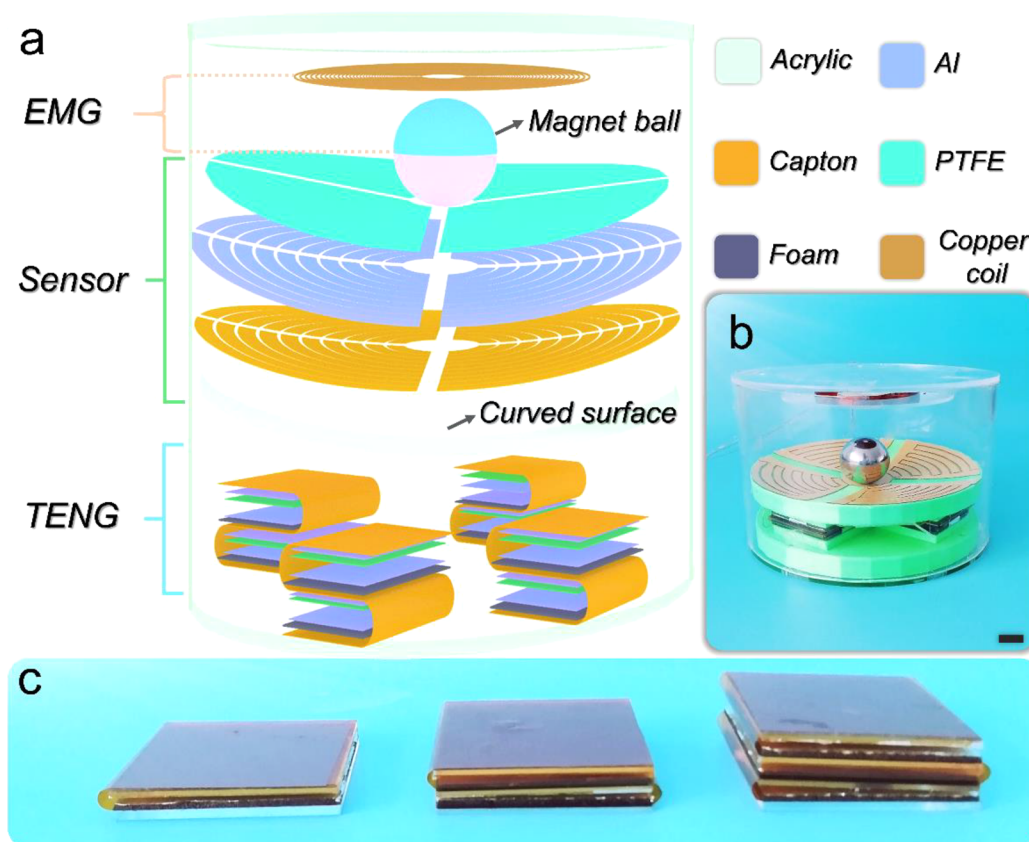 a
EMG
Magnet ball
Sensor
Curved surface
TENG
Acrylic
Al
Capton
PTFE
Foam
Copper
coil
b
c